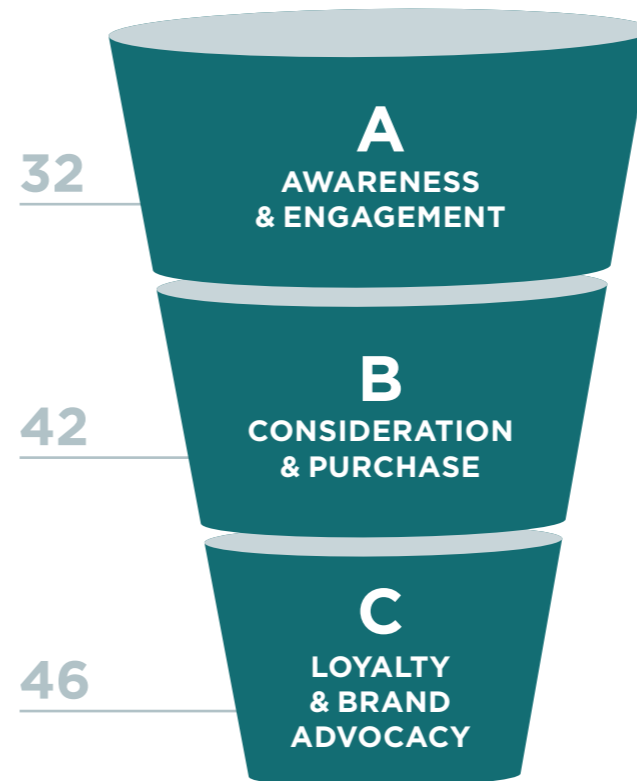 A
32
AWARENESS
& ENGAGEMENT
B
42
CONSIDERATION
& PURCHASE
C
46
LOYALTY
& BRAND
ADVOCACY